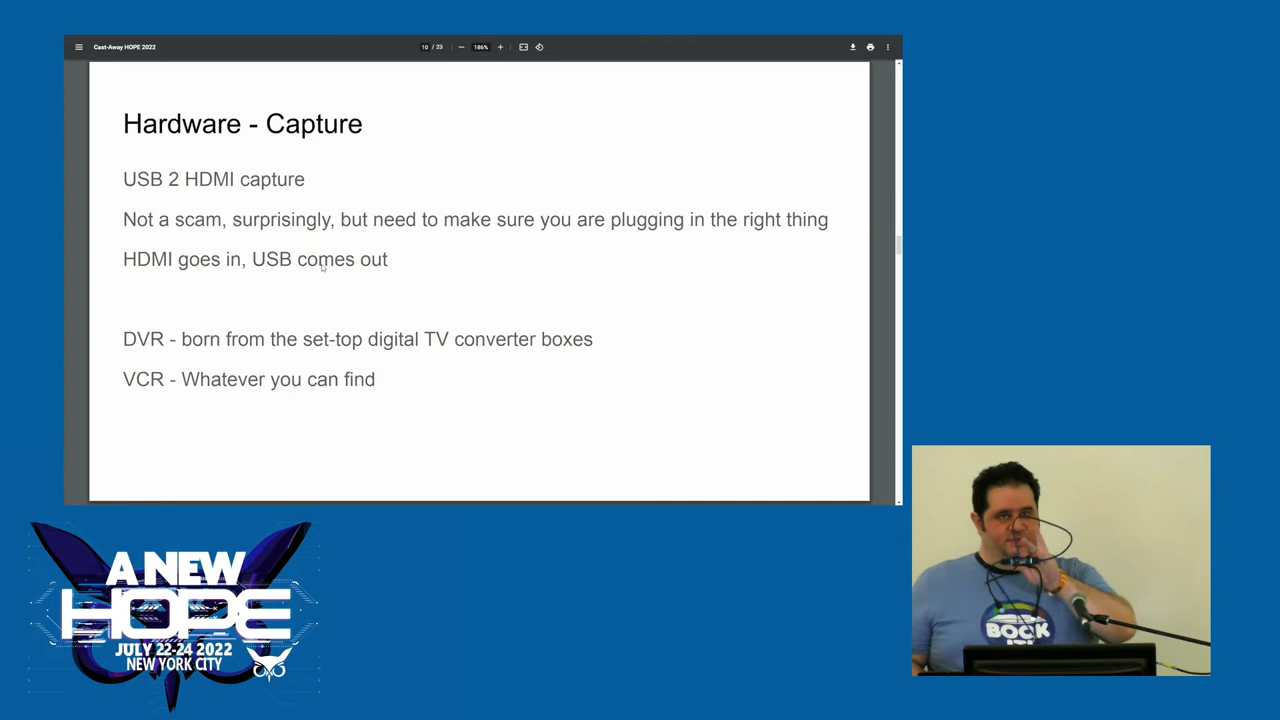 Cast-Away HOPE 2022
10 / 23
186%
Hardware - Capture
USB 2 HDMI capture
Not a scam, surprisingly, but need to make sure you are plugging in the right thing
HDMI goes in, USB comes out
DVR - born from the set-top digital TV converter boxes
VCR - Whatever you can find
A NEW
HOPE
JULY 22-24 2022
NEW YORK CITY
BOOK
IT!